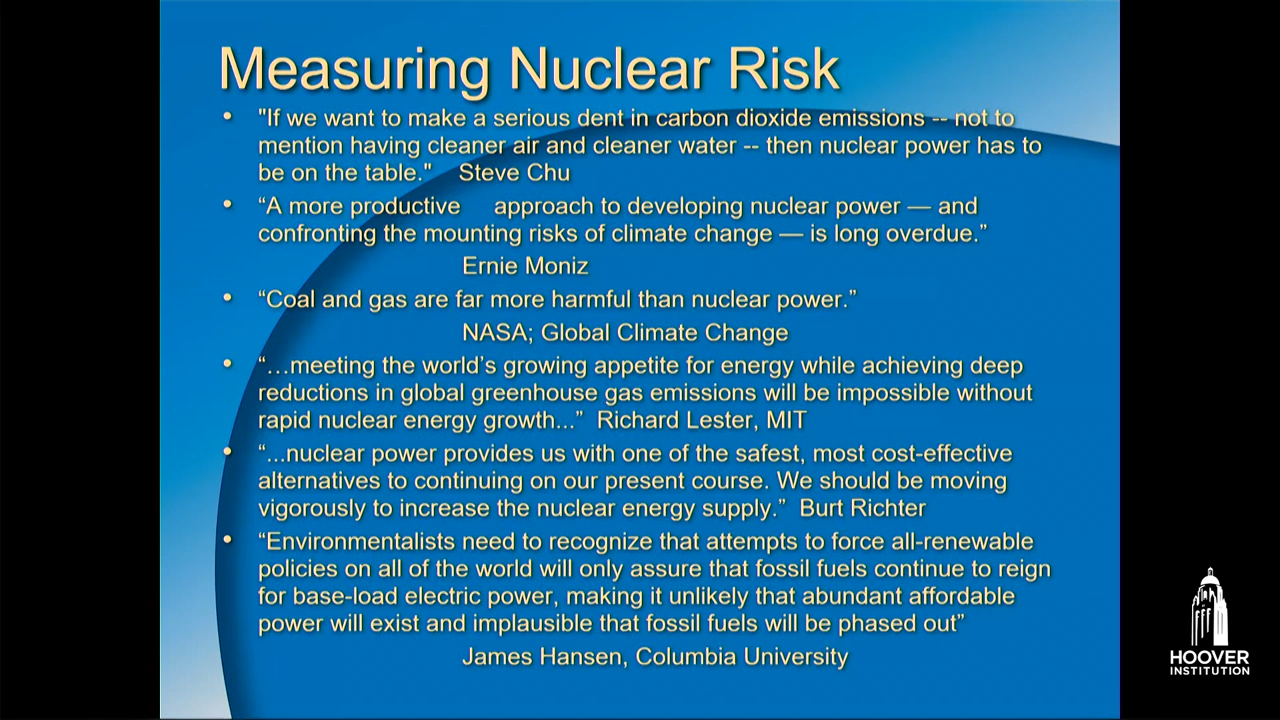 Measuring Nuclear Risk
• "If we want to make a serious dent in carbon dioxide emissions -- not to
mention having cleaner air and cleaner water -- then nuclear power has to
be on the table." Steve Chu
• “A more productive approach to developing nuclear power — and
confronting the mounting risks of climate change — is long overdue.”
Ernie Moniz
• “Coal and gas are far more harmful than nuclear power.”
NASA; Global Climate Change
• “…meeting the world’s growing appetite for energy while achieving deep
reductions in global greenhouse gas emissions will be impossible without
rapid nuclear energy growth...” Richard Lester, MIT
• “...nuclear power provides us with one of the safest, most cost-effective
alternatives to continuing on our present course. We should be moving
vigorously to increase the nuclear energy supply.” Burt Richter
• “Environmentalists need to recognize that attempts to force all-renewable
policies on all of the world will only assure that fossil fuels continue to reign
for base-load electric power, making it unlikely that abundant affordable
power will exist and implausible that fossil fuels will be phased out”
James Hansen, Columbia University
HOOVER
INSTITUTION